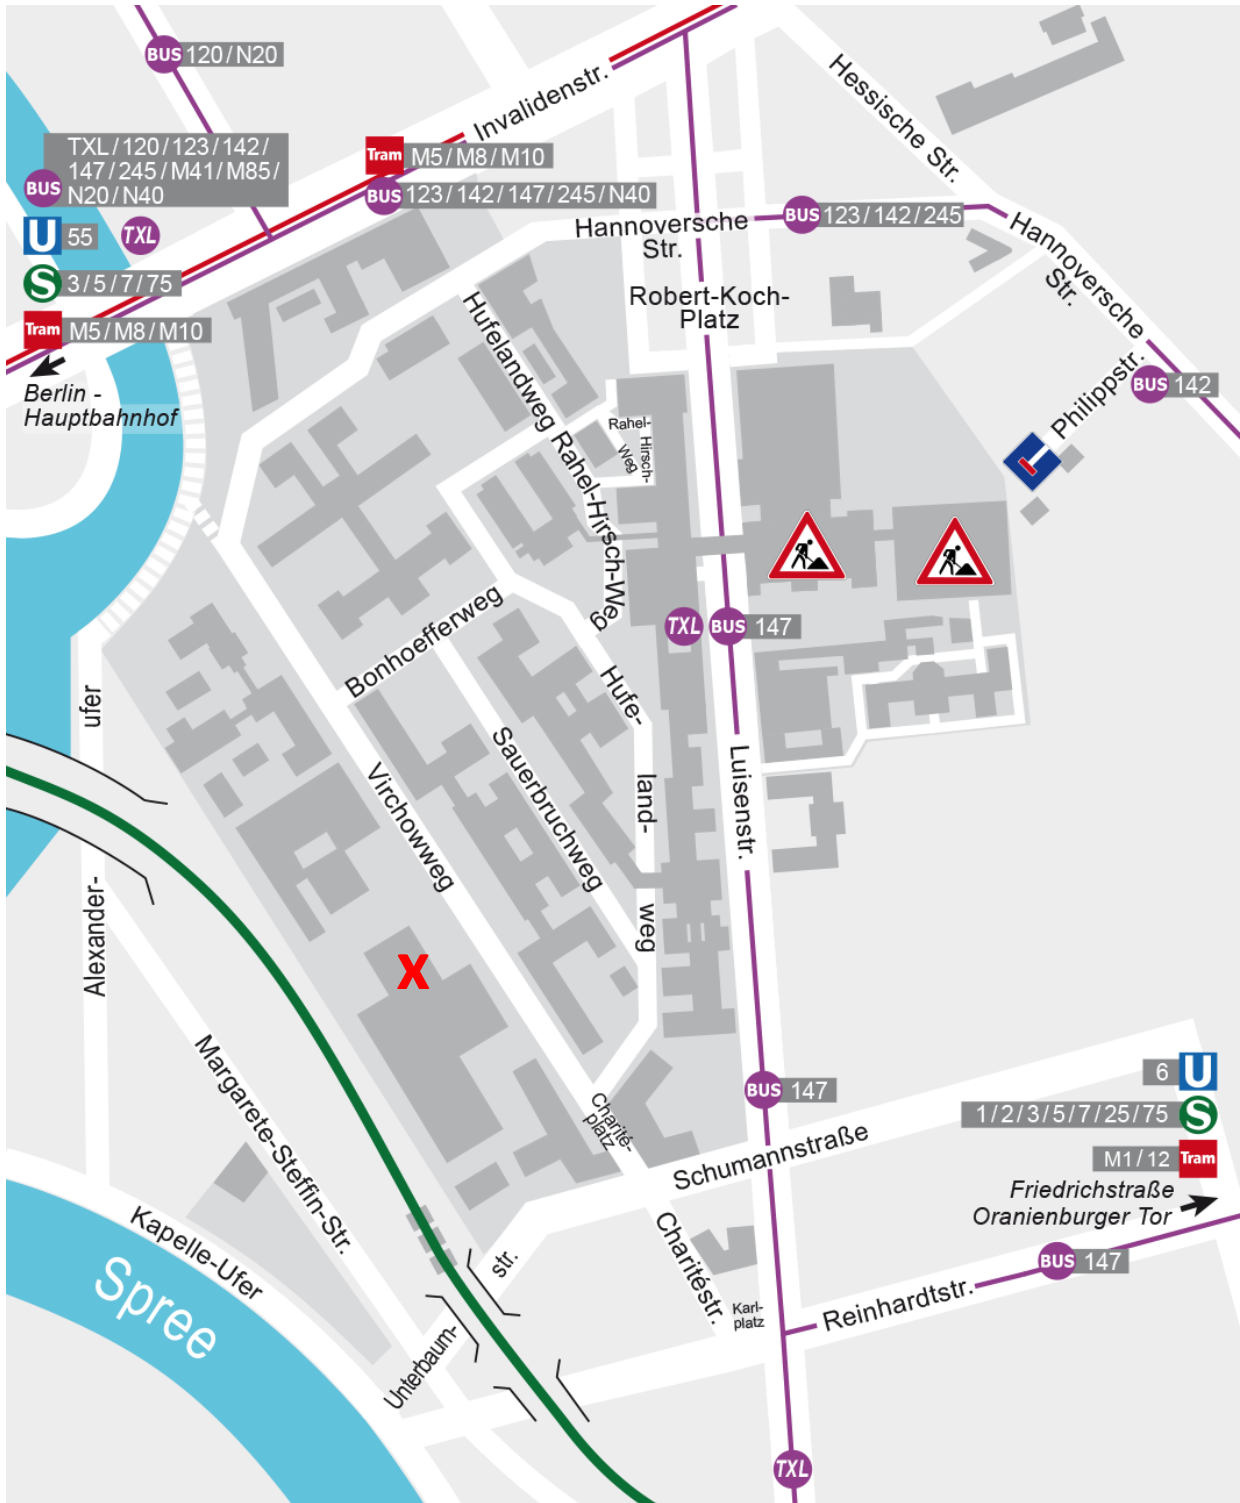 BUS 120/N20
Invalidenstr.
Hessische Str.
TXL/120/123/142/
147/245/M41/M85/
BUS N20/N40
Tram M5/M8/M10
BUS 123/142/147/245/N40
U 55 TXL
S 3/5/7/75
Tram M5/M8/M10
Berlin -
Hauptbahnhof
Hannoversche
Str.
BUS 123/142/245
Hannoversche
Str.
Robert-Koch-
Platz
Hufelandweg
Philippstr.
BUS 142
Rahel-
Hirsch-
Weg
Rahel-Hirsch-Weg
Bonhoefferweg
TXL BUS 147
Hufe-
land-
weg
ufer
Alexander-
Sauerbruchweg
Virchowweg
Luisenstr.
X
Margarete-Steffin-Str.
BUS 147
6 U
1/2/3/5/7/25/75 S
M1/12 Tram
Friedrichstraße
Oranienburger Tor
Charité-
platz
Schumannstraße
Kapelle-Ufer
Spree
str.
Unterbaum-
Charitéstr.
Karl-
platz
Reinhardtstr.
BUS 147
TXL